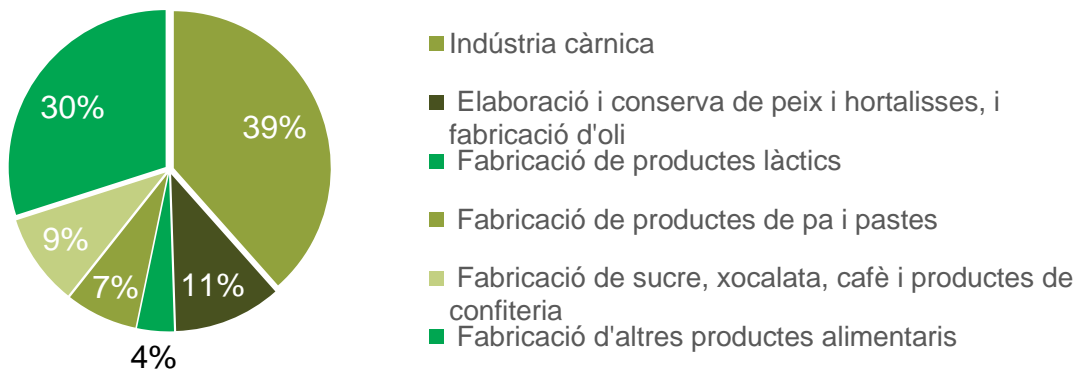 39%
11%
4%
7%
9%
30%
Indústria càrnica
Elaboració i conserva de peix i hortalisses, i
fabricació d'oli
Fabricació de productes làctics
Fabricació de productes de pa i pastes
Fabricació de sucre, xocalata, cafè i productes de
confiteria
Fabricació d'altres productes alimentaris